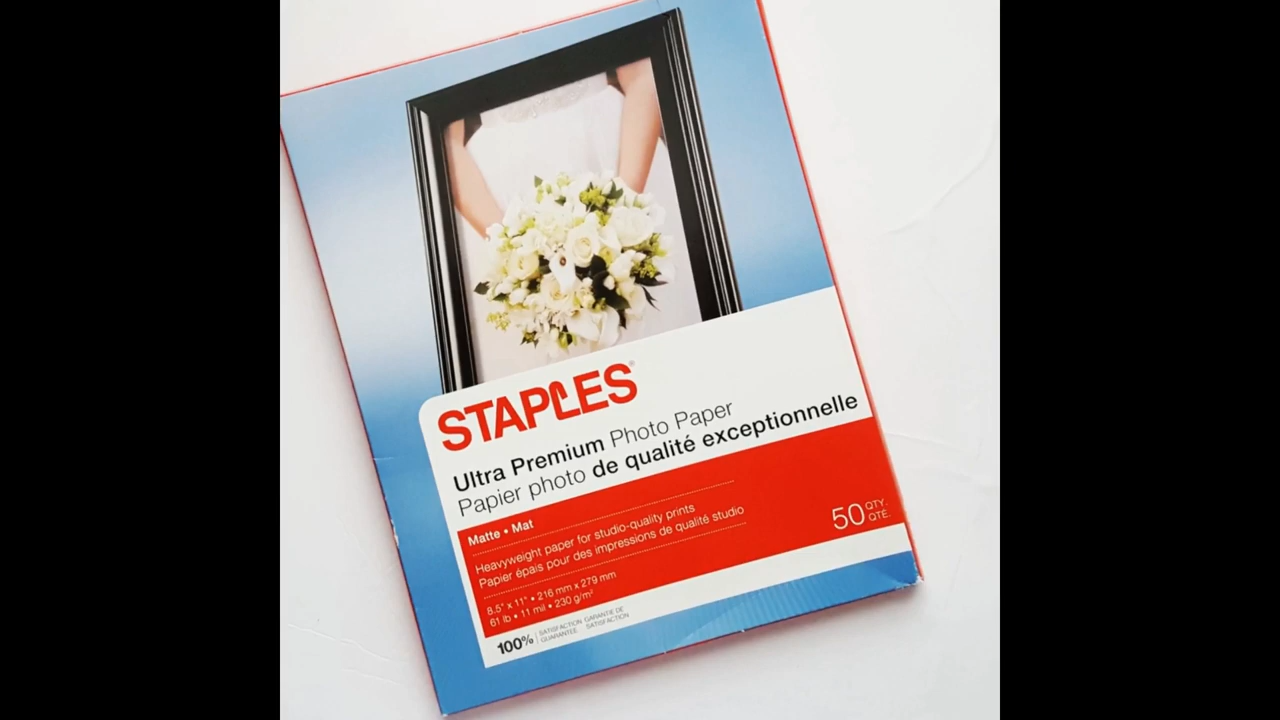 STAPLES®
Ultra Premium Photo Paper
Papier photo de qualité exceptionnelle
Matte • Mat
Heavyweight paper for studio-quality prints
Papier épais pour des impressions de qualité studio
8.5" x 11" • 216 mm x 279 mm
61 lb • 11 mil • 230 g/m²
50 QTY. QTÉ.
100% SATISFACTION GUARANTEE GARANTIE DE SATISFACTION